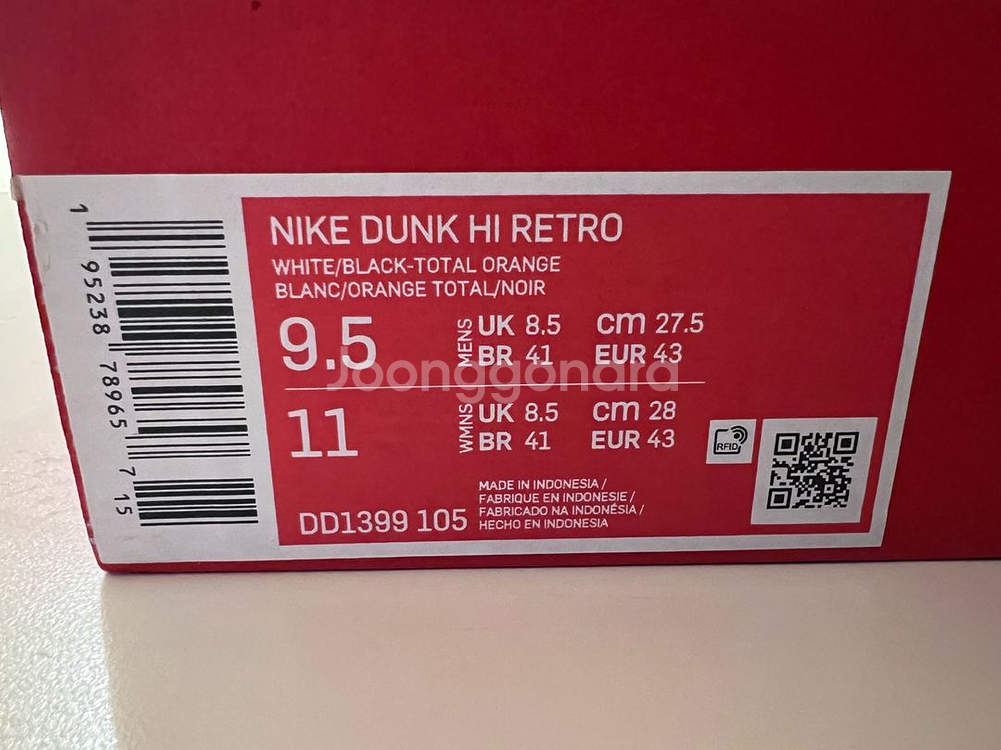 NIKE DUNK HI RETRO
WHITE/BLACK-TOTAL ORANGE
BLANC/ORANGE TOTAL/NOIR
9.5 MENS UK 8.5 cm 27.5
BR 41 EUR 43
Joonggonara
11 WMNS UK 8.5 cm 28
BR 41 EUR 43
RFID
MADE IN INDONESIA /
FABRIQUE EN INDONESIE /
FABRICADO NA INDONÉSIA /
DD1399 105 HECHO EN INDONESIA
1 95238 78965 7 15